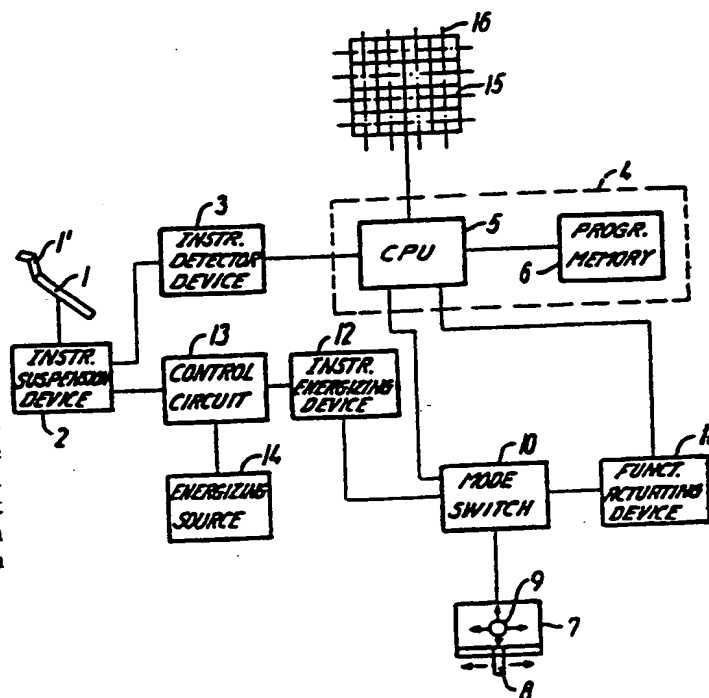 16
15
4
3
INSTR.
DETECTOR
DEVICE
5
CPU
PROGR.
MEMORY
6
1'
1
INSTR.
SUSPENSION
DEVICE
2
13
CONTROL
CIRCUIT
12
INSTR.
ENERGIZING
DEVICE
14
ENERGIZING
SOURCE
10
MODE
SWITCH
FUNCT.
ACTUATING
DEVICE
9
7
8